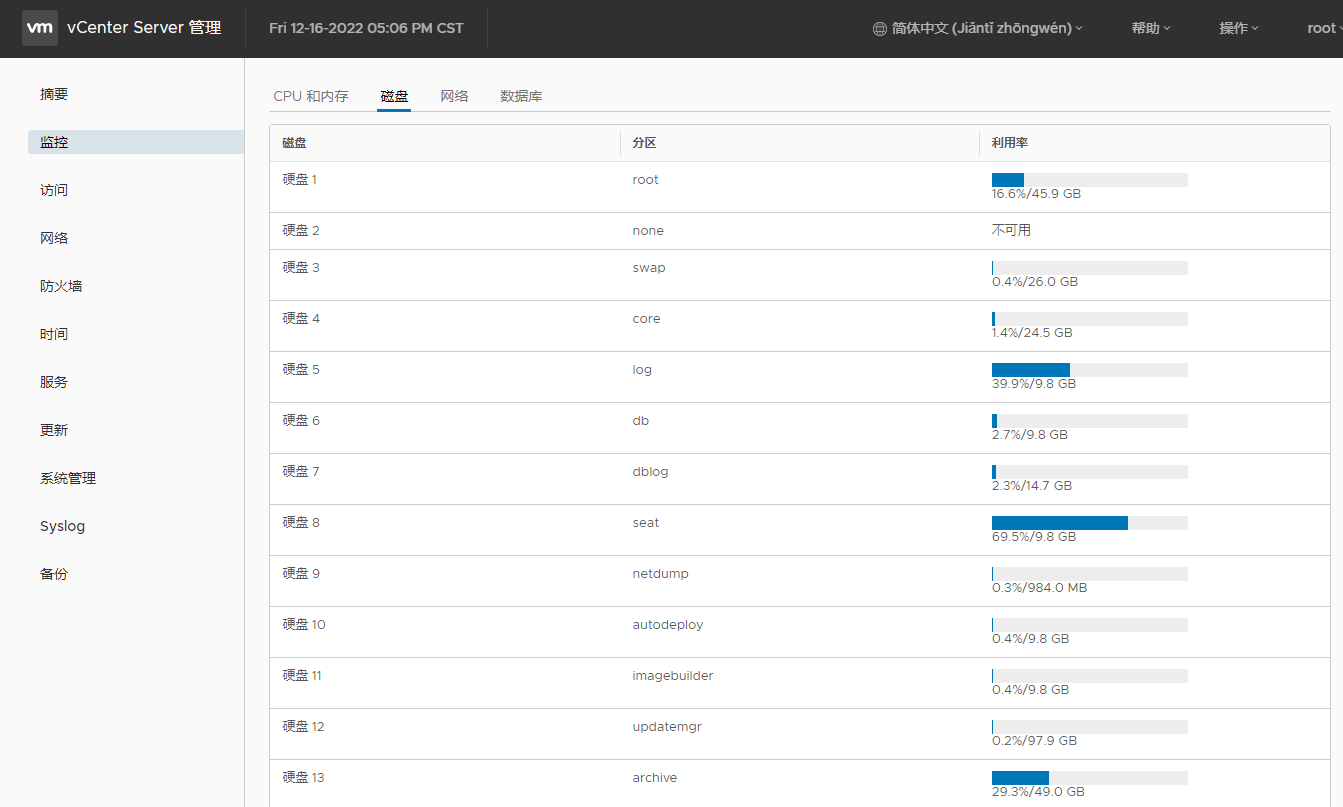 vm vCenter Server 管理 Fri 12-16-2022 05:06 PM CST 简体中文 (Jiǎntǐ zhōngwén) 帮助 操作 root
摘要
监控
访问
网络
防火墙
时间
服务
更新
系统管理
Syslog
备份
CPU 和内存 磁盘 网络 数据库
磁盘 分区 利用率
硬盘 1 root 16.6%/45.9 GB
硬盘 2 none 不可用
硬盘 3 swap 0.4%/26.0 GB
硬盘 4 core 1.4%/24.5 GB
硬盘 5 log 39.9%/9.8 GB
硬盘 6 db 2.7%/9.8 GB
硬盘 7 dblog 2.3%/14.7 GB
硬盘 8 seat 69.5%/9.8 GB
硬盘 9 netdump 0.3%/984.0 MB
硬盘 10 autodeploy 0.4%/9.8 GB
硬盘 11 imagebuilder 0.4%/9.8 GB
硬盘 12 updatemgr 0.2%/97.9 GB
硬盘 13 archive 29.3%/49.0 GB